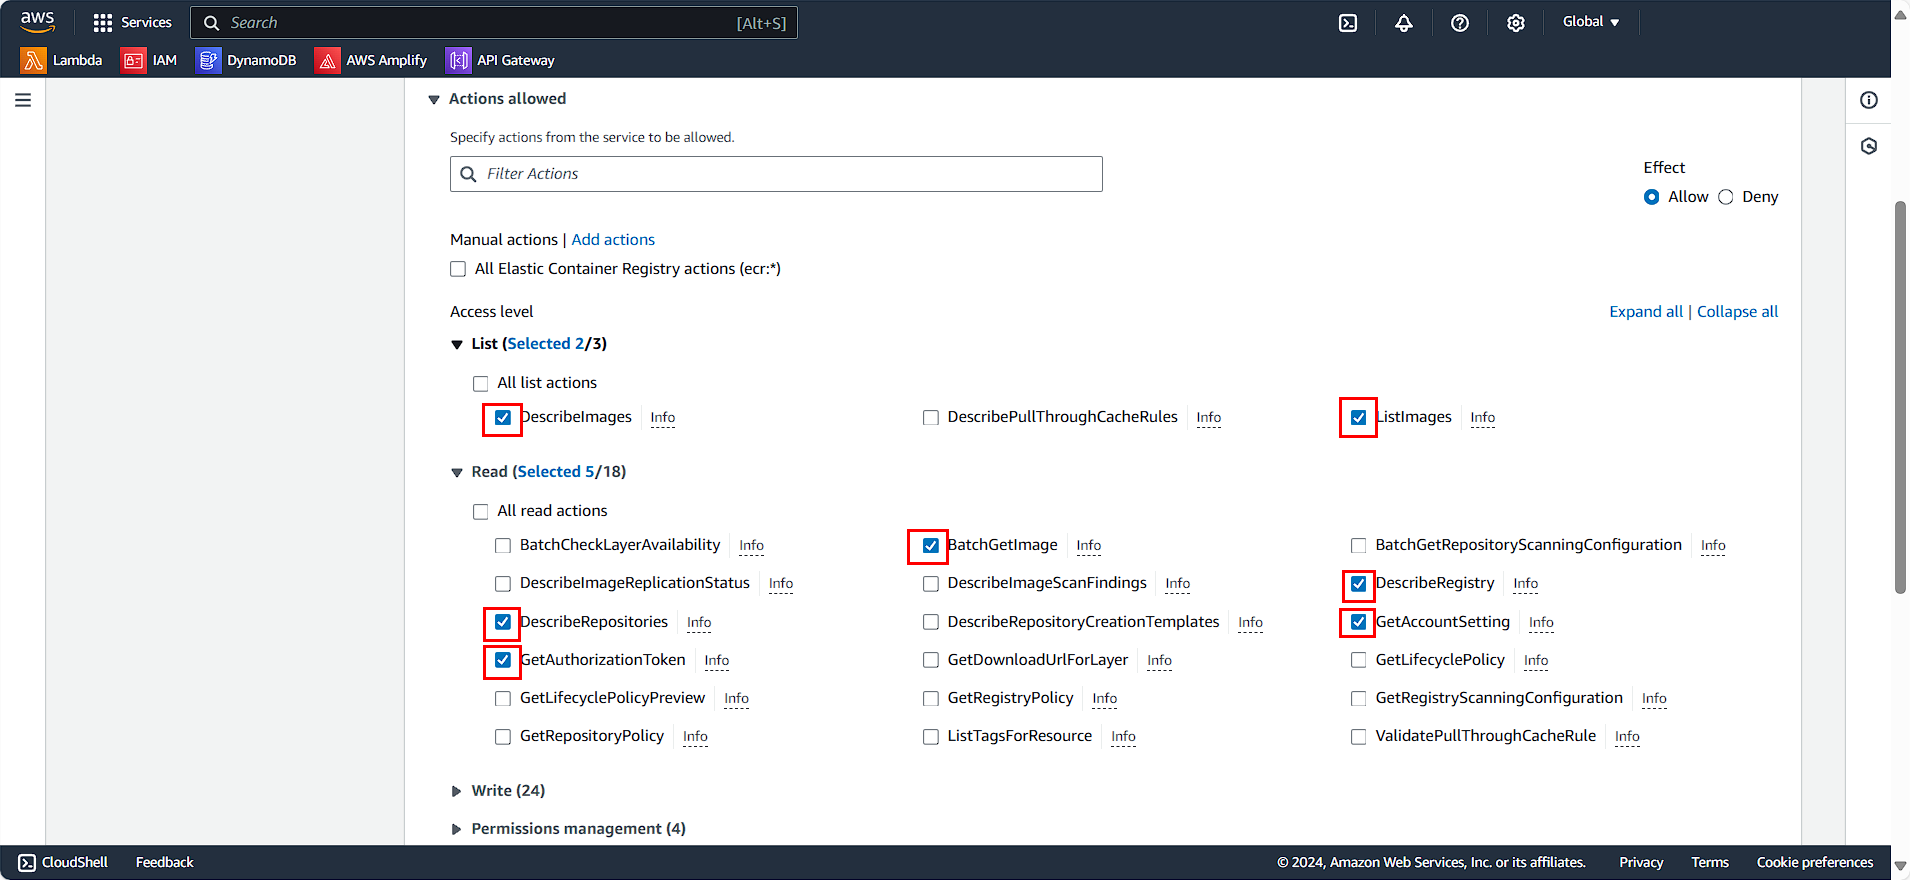 aws Services Search [Alt+S] Global
Lambda IAM DynamoDB AWS Amplify API Gateway
Actions allowed
Specify actions from the service to be allowed.
Filter Actions
Effect
Allow Deny
Manual actions | Add actions
All Elastic Container Registry actions (ecr:*)
Access level Expand all | Collapse all
List (Selected 2/3)
All list actions
DescribeImages Info DescribePullThroughCacheRules Info ListImages Info
Read (Selected 5/18)
All read actions
BatchCheckLayerAvailability Info BatchGetImage Info BatchGetRepositoryScanningConfiguration Info
DescribeImageReplicationStatus Info DescribeImageScanFindings Info DescribeRegistry Info
DescribeRepositories Info DescribeRepositoryCreationTemplates Info GetAccountSetting Info
GetAuthorizationToken Info GetDownloadUrlForLayer Info GetLifecyclePolicy Info
GetLifecyclePolicyPreview Info GetRegistryPolicy Info GetRegistryScanningConfiguration Info
GetRepositoryPolicy Info ListTagsForResource Info ValidatePullThroughCacheRule Info
Write (24)
Permissions management (4)
CloudShell Feedback © 2024, Amazon Web Services, Inc. or its affiliates. Privacy Terms Cookie preferences